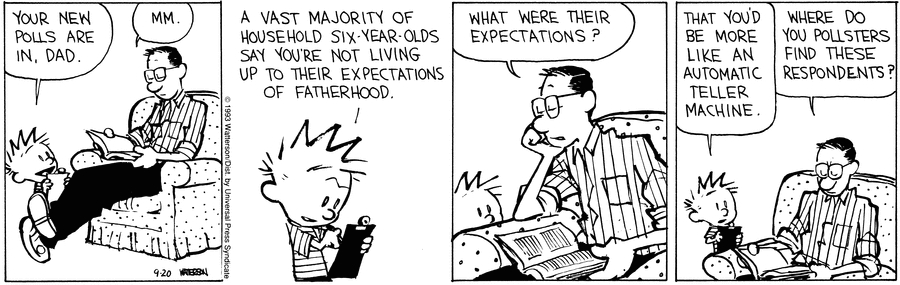 YOUR NEW
POLLS ARE
IN, DAD.
MM.
9-20 WATTERSON
© 1993 Watterson/Dist. by Universal Press Syndicate
A VAST MAJORITY OF
HOUSEHOLD SIX-YEAR-OLDS
SAY YOU'RE NOT LIVING
UP TO THEIR EXPECTATIONS
OF FATHERHOOD.
WHAT WERE THEIR
EXPECTATIONS?
THAT YOU'D
BE MORE
LIKE AN
AUTOMATIC
TELLER
MACHINE.
WHERE DO
YOU POLLSTERS
FIND THESE
RESPONDENTS?